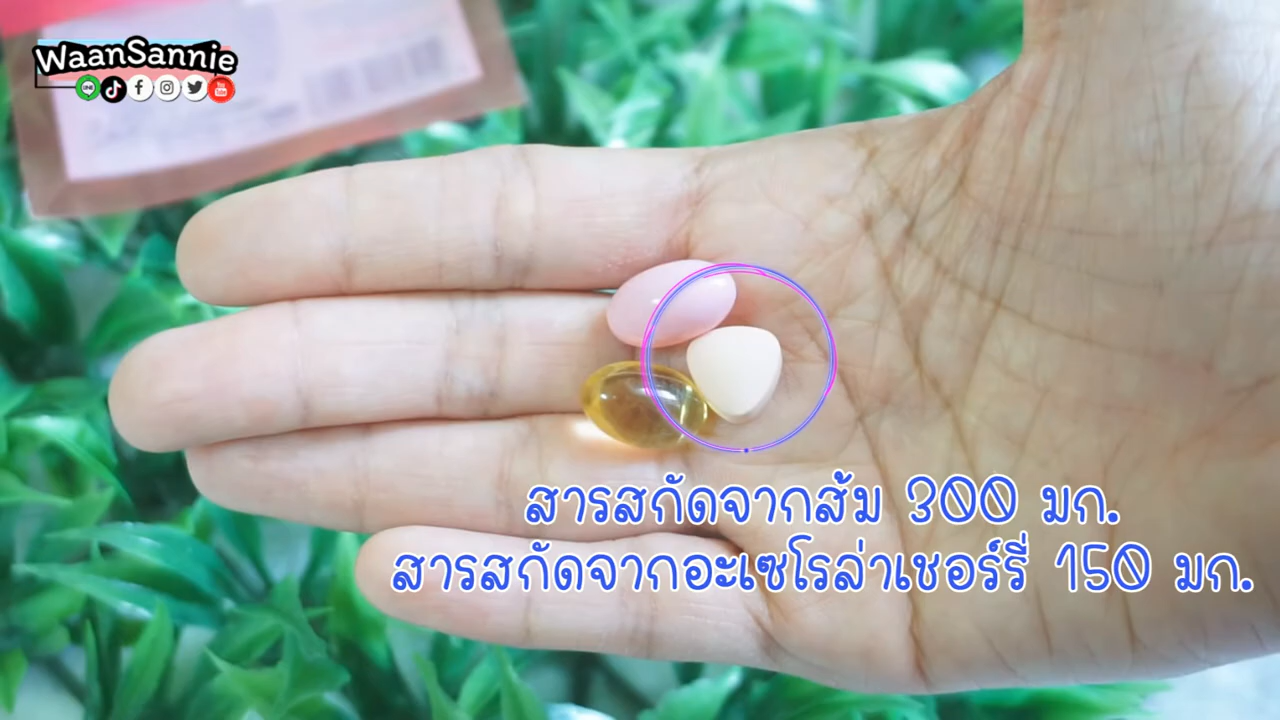 WaanSannie
สารสกัดจากส้ม 300 มก.
สารสกัดจากอะเซโรล่าเชอร์รี่ 150 มก.